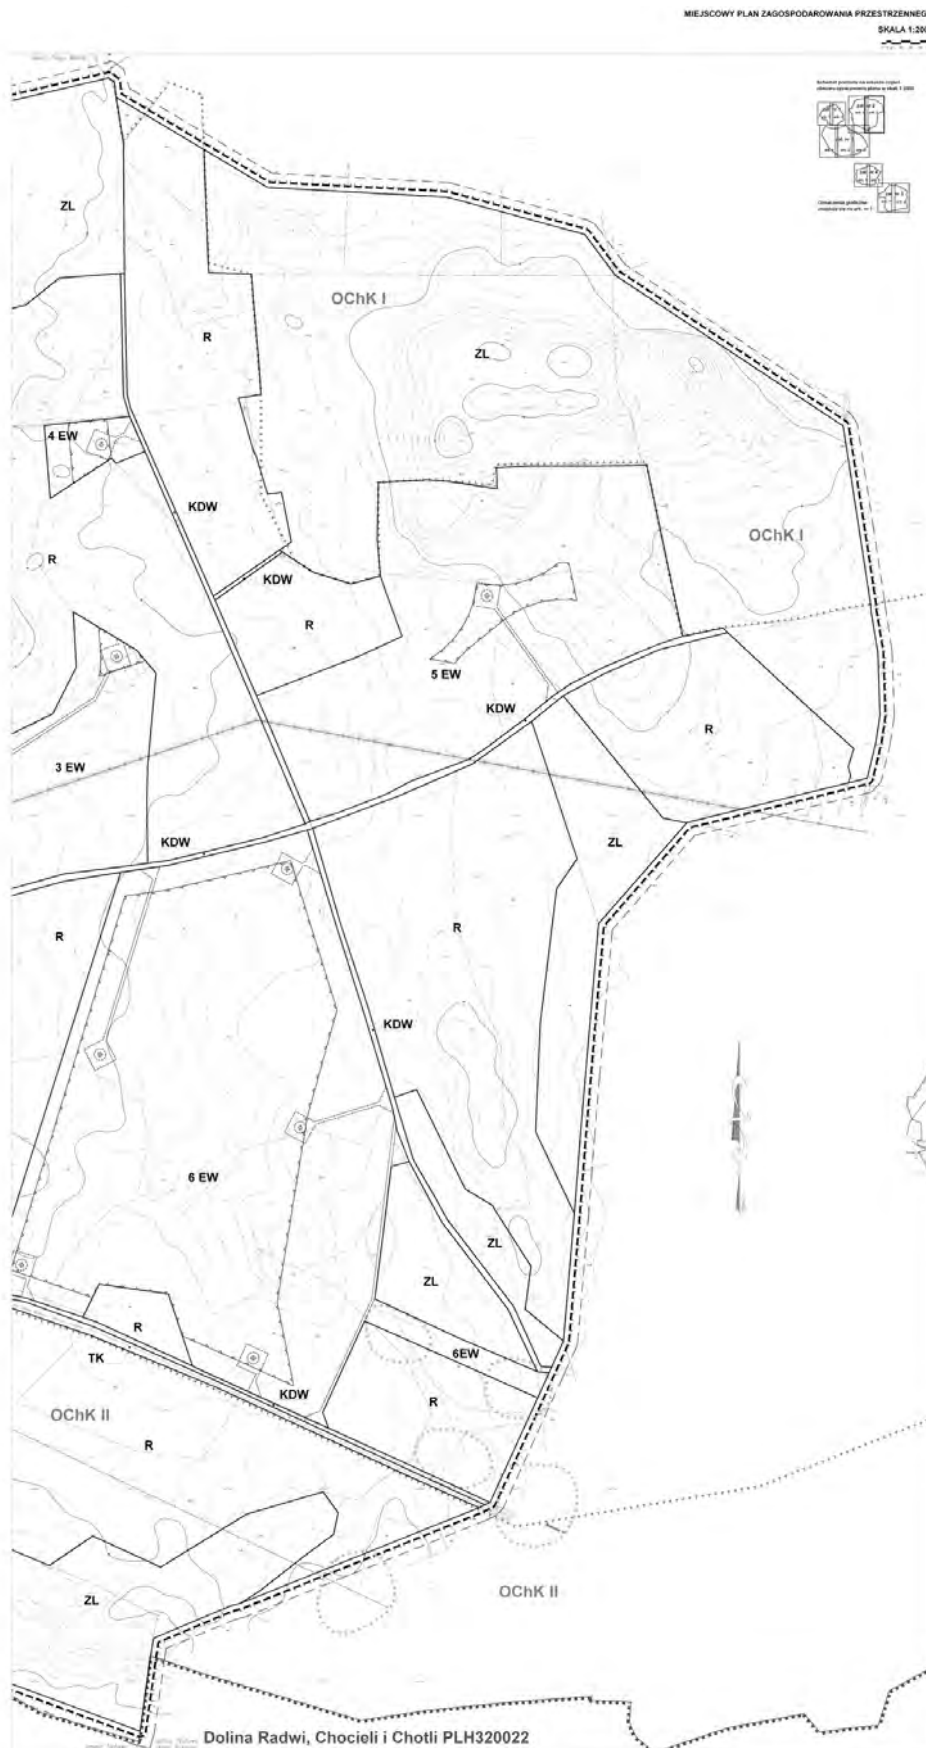 MIEJSCOWY PLAN ZAGOSPODAROWANIA PRZESTRZENNEG
SKALA 1:200
ZL
OChK I
R
ZL
4 EW
KDW
OChK I
R
KDW
R
5 EW
KDW
R
3 EW
KDW
ZL
R
R
KDW
6 EW
ZL
ZL
R
6EW
TK
KDW
R
OChK II
R
OChK II
ZL
Dolina Radwi, Chocieli i Chotli PLH320022